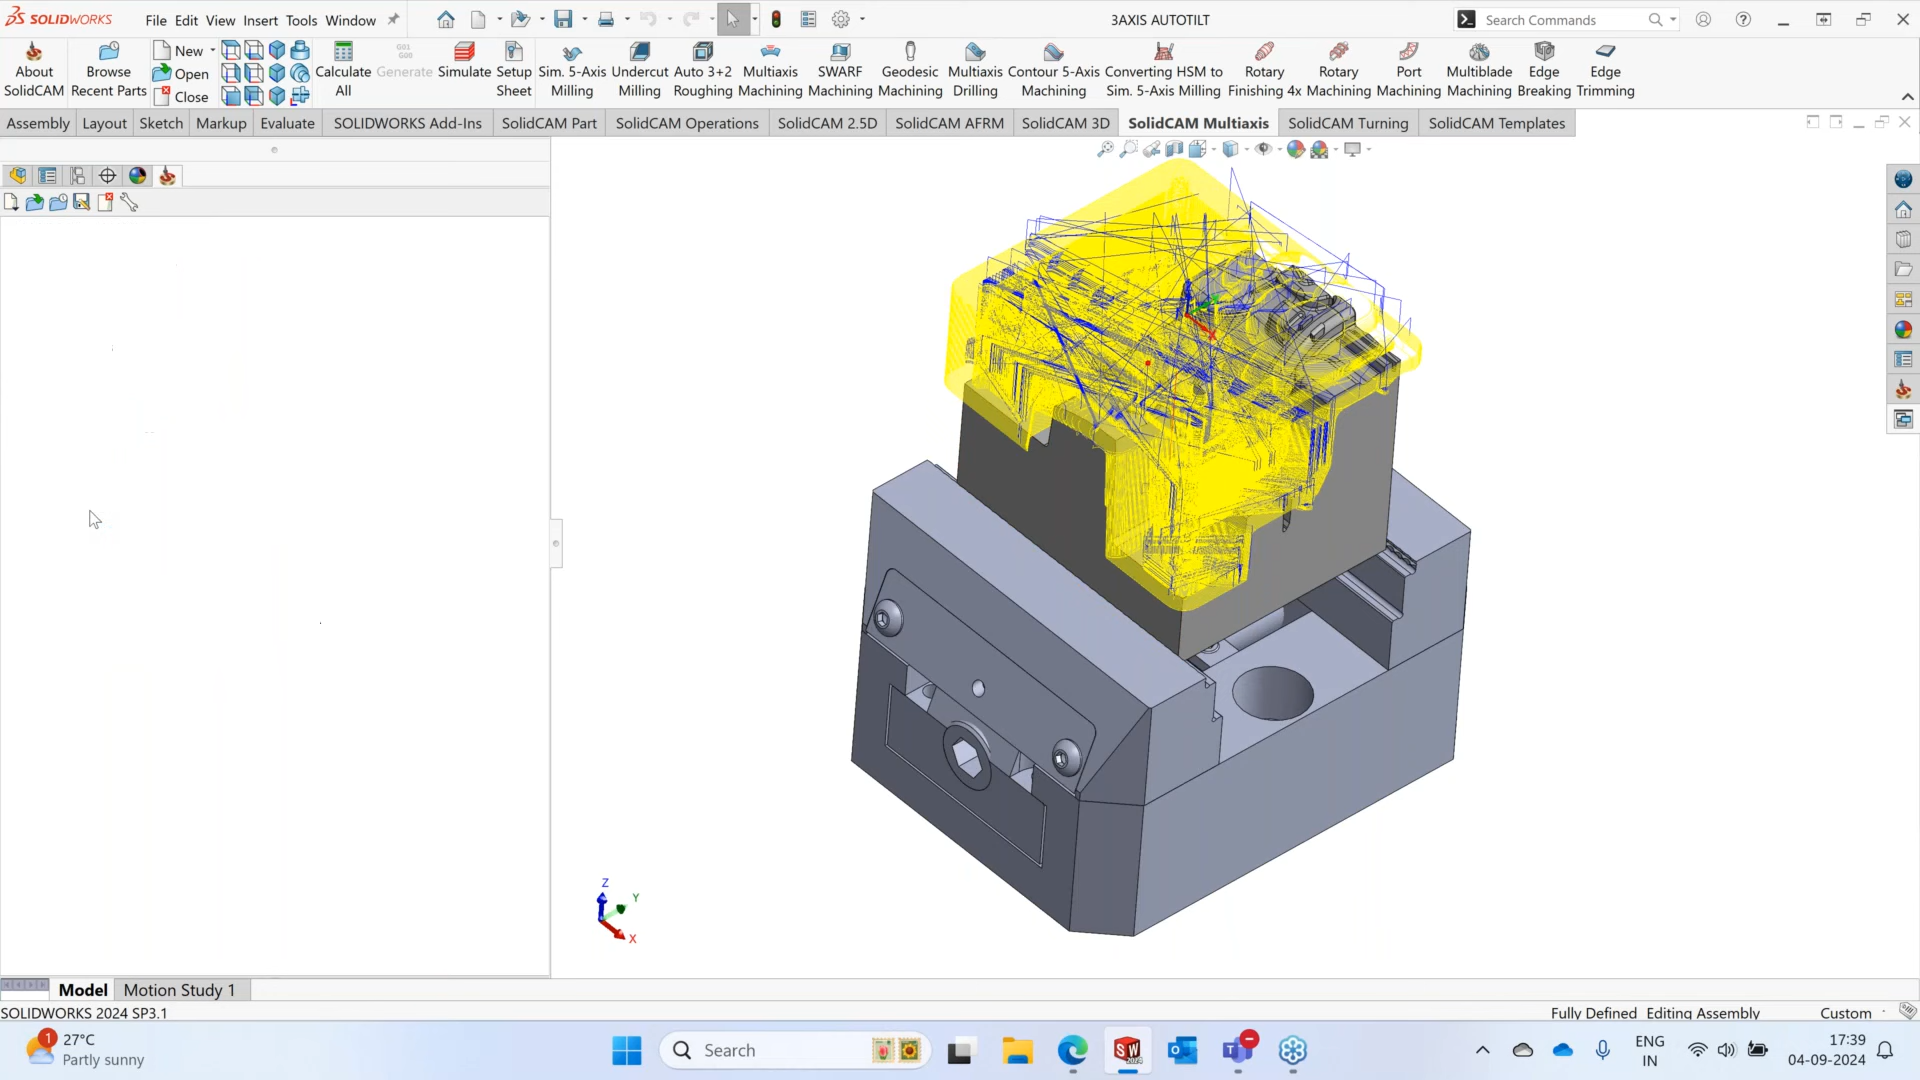 SOLIDWORKS File Edit View Insert Tools Window 3AXIS AUTOTILT Search Commands
About SolidCAM
Browse Recent Parts
New
Open
Close
Calculate All
G01 G00
Generate
Simulate
Setup Sheet
Sim. 5-Axis Milling
Undercut Milling
Auto 3+2 Roughing
Multiaxis Machining
SWARF Machining
Geodesic Machining
Multiaxis Drilling
Contour 5-Axis Machining
Converting HSM to Sim. 5-Axis Milling
Rotary Finishing 4x
Rotary Machining
Port Machining
Multiblade Machining
Edge Breaking
Edge Trimming
Assembly Layout Sketch Markup Evaluate SOLIDWORKS Add-Ins SolidCAM Part SolidCAM Operations SolidCAM 2.5D SolidCAM AFRM SolidCAM 3D SolidCAM Multiaxis SolidCAM Turning SolidCAM Templates
X
Z
Y
X
Model Motion Study 1
SOLIDWORKS 2024 SP3.1 Fully Defined Editing Assembly Custom
1
27°C
Partly sunny
Search
SW
2024
ENG
IN
17:39
04-09-2024